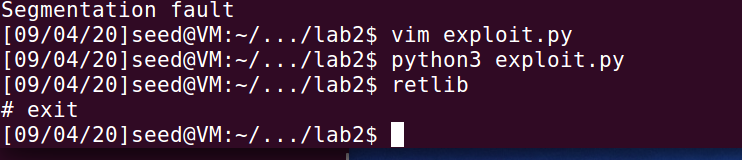 Segmentation fault
[09/04/20]seed@VM:~/.../lab2$ vim exploit.py
[09/04/20]seed@VM:~/.../lab2$ python3 exploit.py
[09/04/20]seed@VM:~/.../lab2$ retlib
# exit
[09/04/20]seed@VM:~/.../lab2$